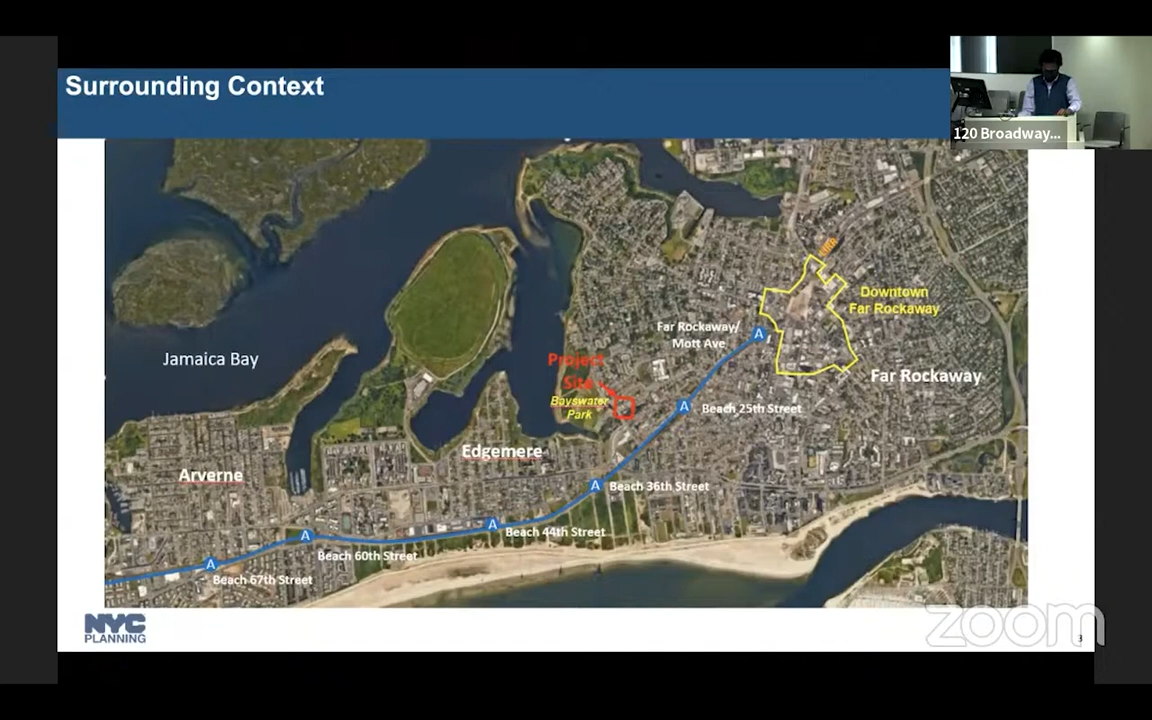 Surrounding Context
120 Broadway...
LIRR
Downtown
Far Rockaway
Far Rockaway/
Mott Ave
A
Jamaica Bay
Project
Site
Bayswater
Park
Far Rockaway
A
Beach 25th Street
Edgemere
Arverne
A
Beach 36th Street
A
Beach 44th Street
A
Beach 60th Street
A
Beach 67th Street
NYC
PLANNING
zoom
3